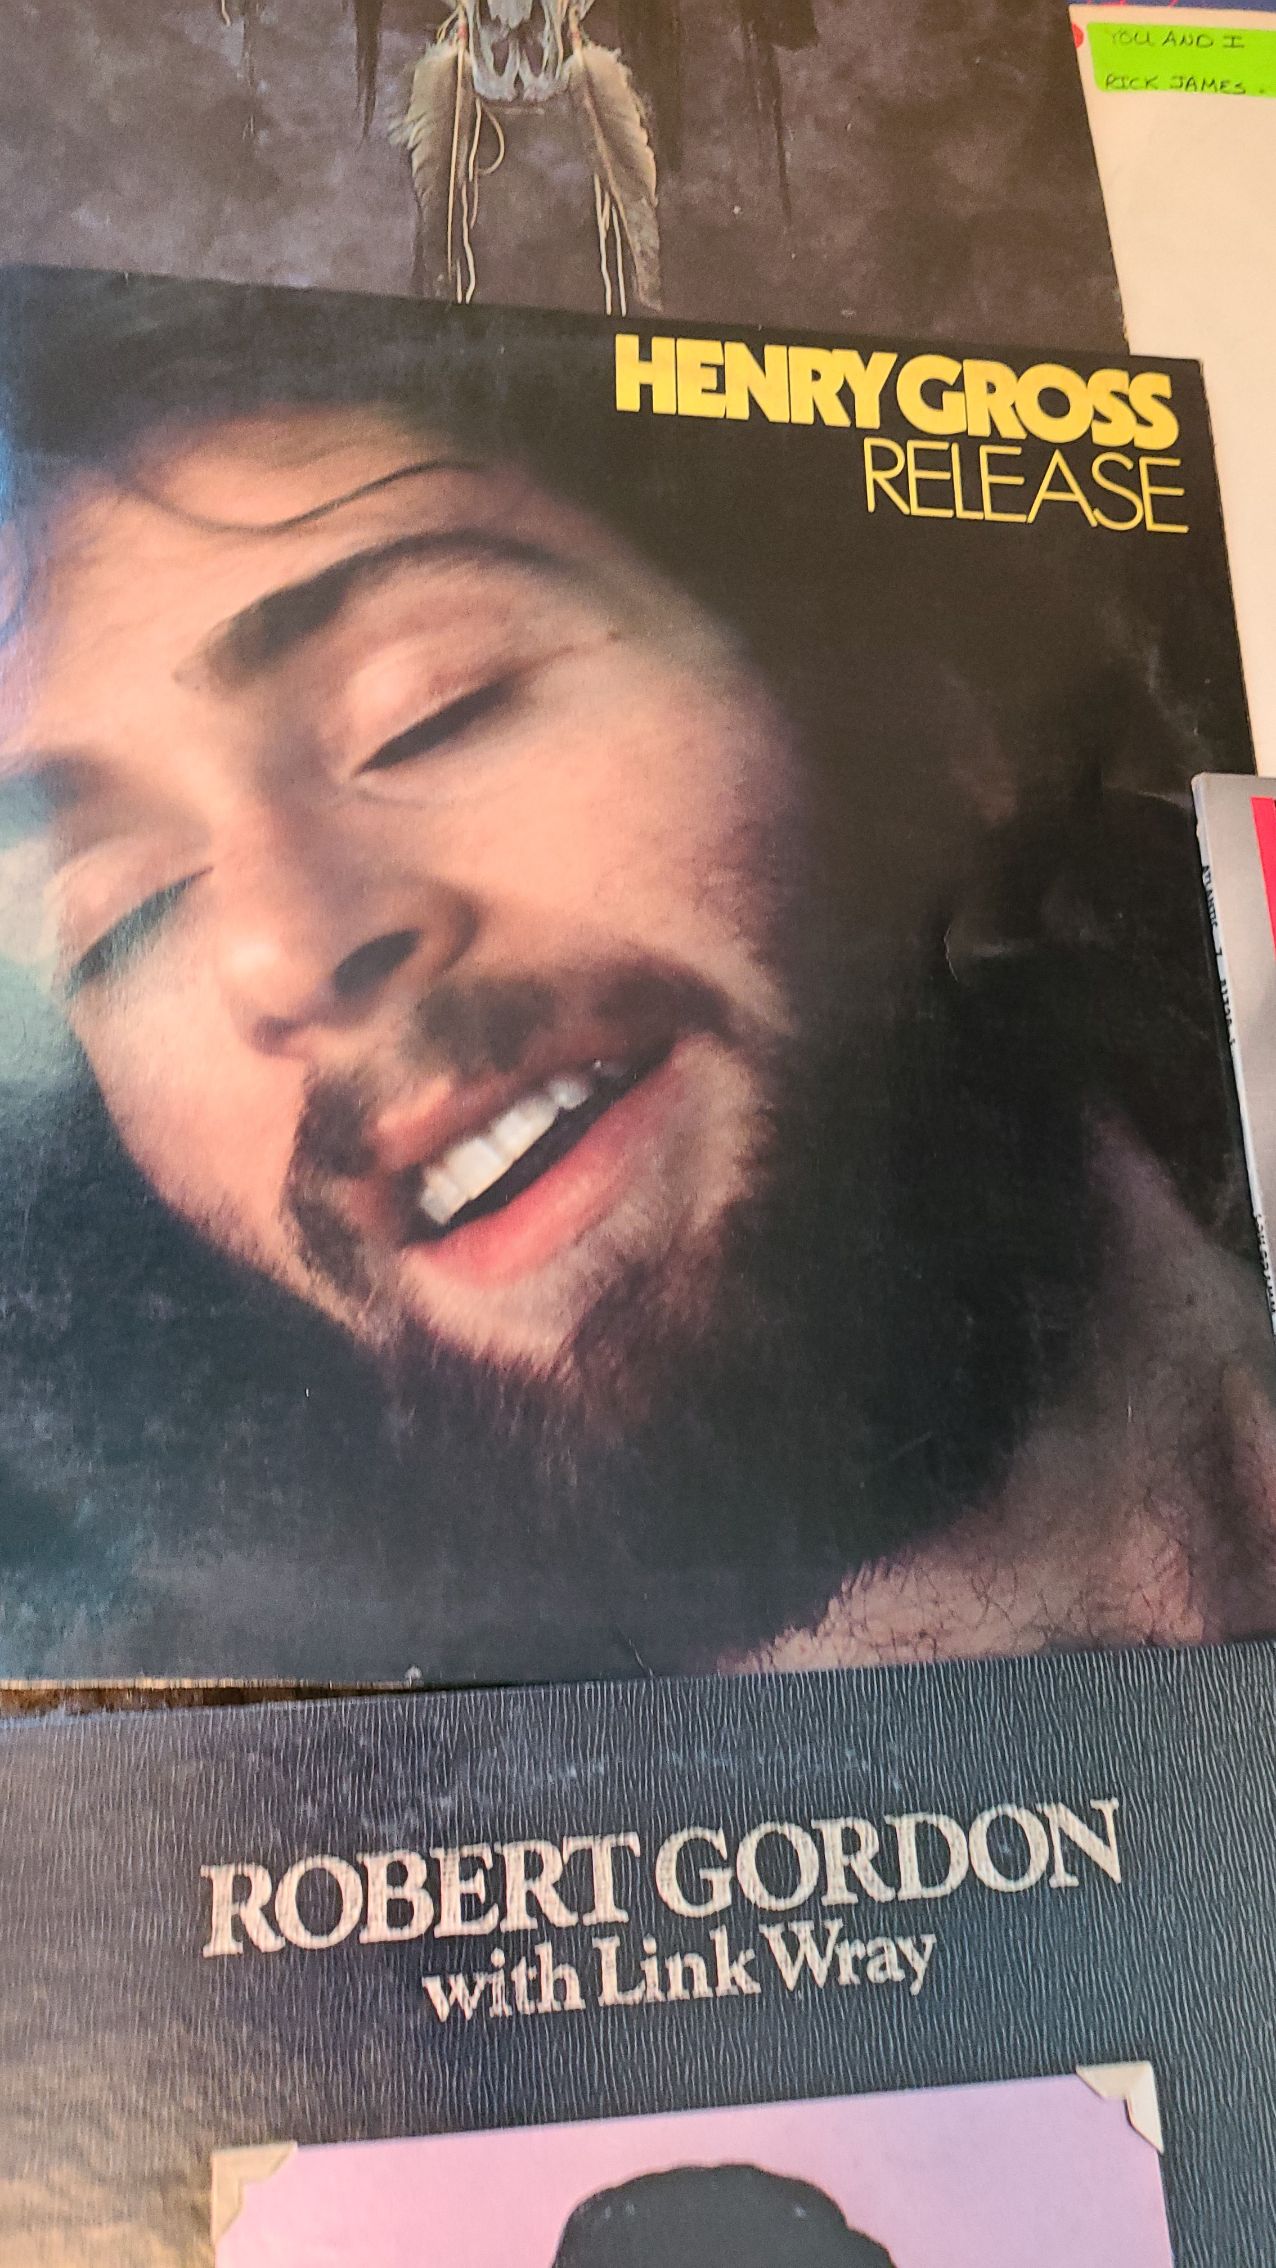 YOU AND I
RICK JAMES.
HENRY GROSS
RELEASE
ROBERT GORDON
with Link Wray